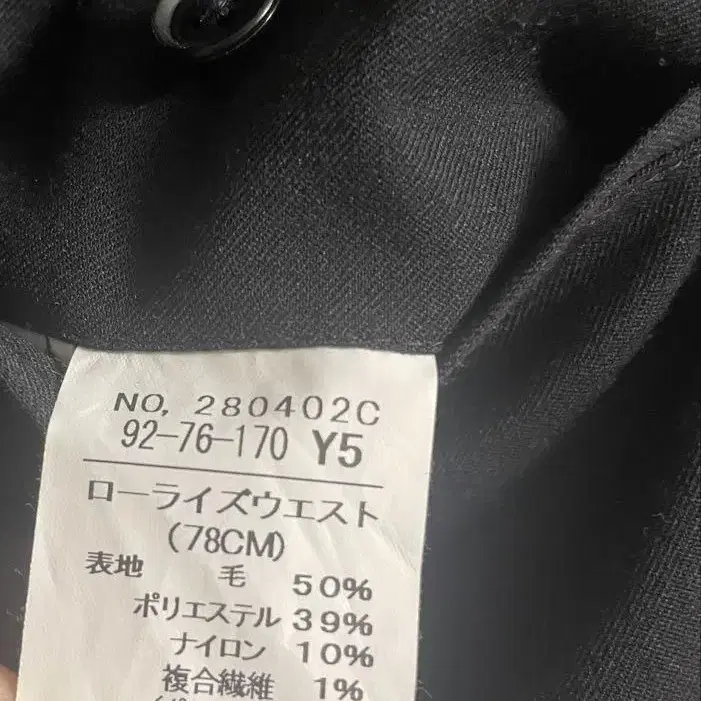 NO, 280402C
92-76-170 Y5
ローライズウエスト
(78CM)
表地 毛 50%
ポリエステル 39%
ナイロン 10%
複合繊維 1%